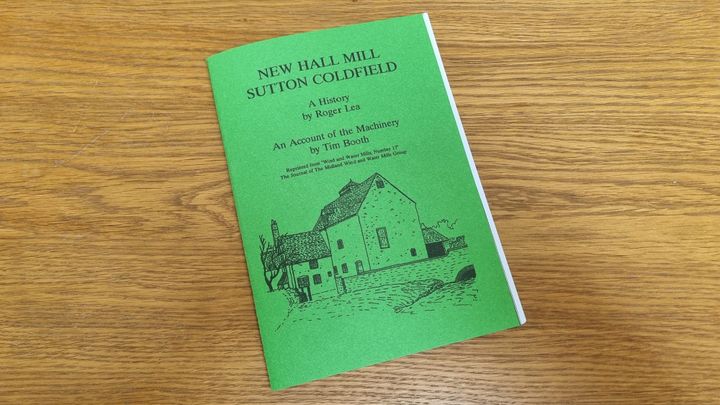 NEW HALL MILL
SUTTON COLDFIELD
A History
by Roger Lea
An Account of the Machinery
by Tim Booth
Reprinted from "Wind and Water Mills, Number 17"
The Journal of The Midland Wind and Water Mills Group